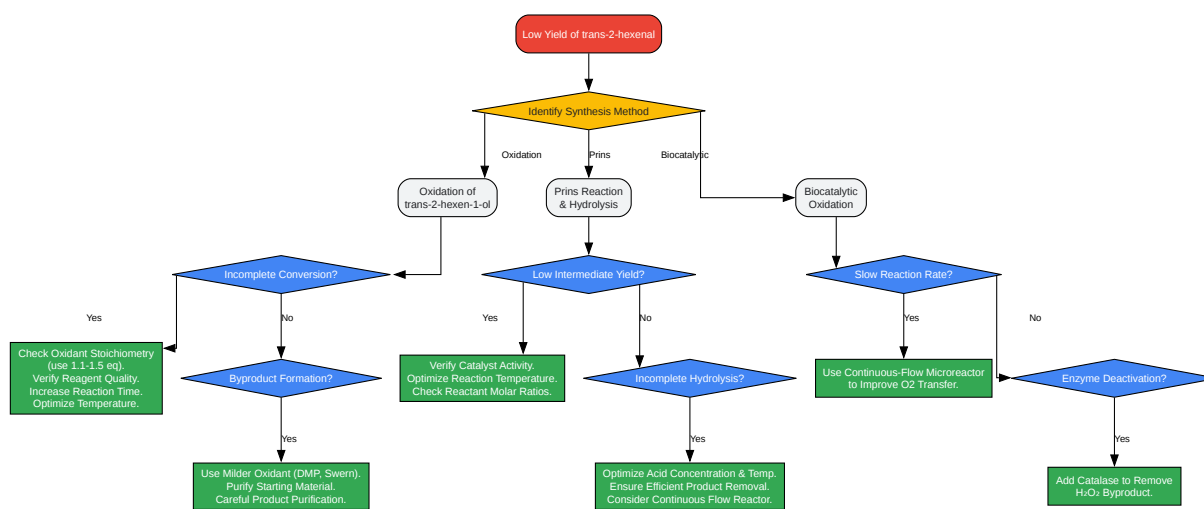 Low Yield of trans-2-hexenal
Identify Synthesis Method
Oxidation
Prins
Biocatalytic
Oxidation of
trans-2-hexen-1-ol
Prins Reaction
& Hydrolysis
Biocatalytic
Oxidation
Incomplete Conversion?
Low Intermediate Yield?
Slow Reaction Rate?
Yes
No
Yes
No
Yes
No
Check Oxidant Stoichiometry
(use 1.1-1.5 eq).
Verify Reagent Quality.
Increase Reaction Time.
Optimize Temperature.
Byproduct Formation?
Verify Catalyst Activity.
Optimize Reaction Temperature.
Check Reactant Molar Ratios.
Incomplete Hydrolysis?
Use Continuous-Flow Microreactor
to Improve O2 Transfer.
Enzyme Deactivation?
Yes
Yes
Yes
Use Milder Oxidant (DMP, Swern).
Purify Starting Material.
Careful Product Purification.
Optimize Acid Concentration & Temp.
Ensure Efficient Product Removal.
Consider Continuous Flow Reactor.
Add Catalase to Remove
H₂O₂ Byproduct.